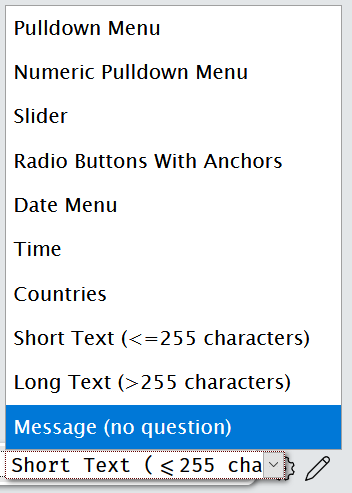 Pulldown Menu
Numeric Pulldown Menu
Slider
Radio Buttons With Anchors
Date Menu
Time
Countries
Short Text (<=255 characters)
Long Text (>255 characters)
Message (no question)
Short Text (⩽255 cha